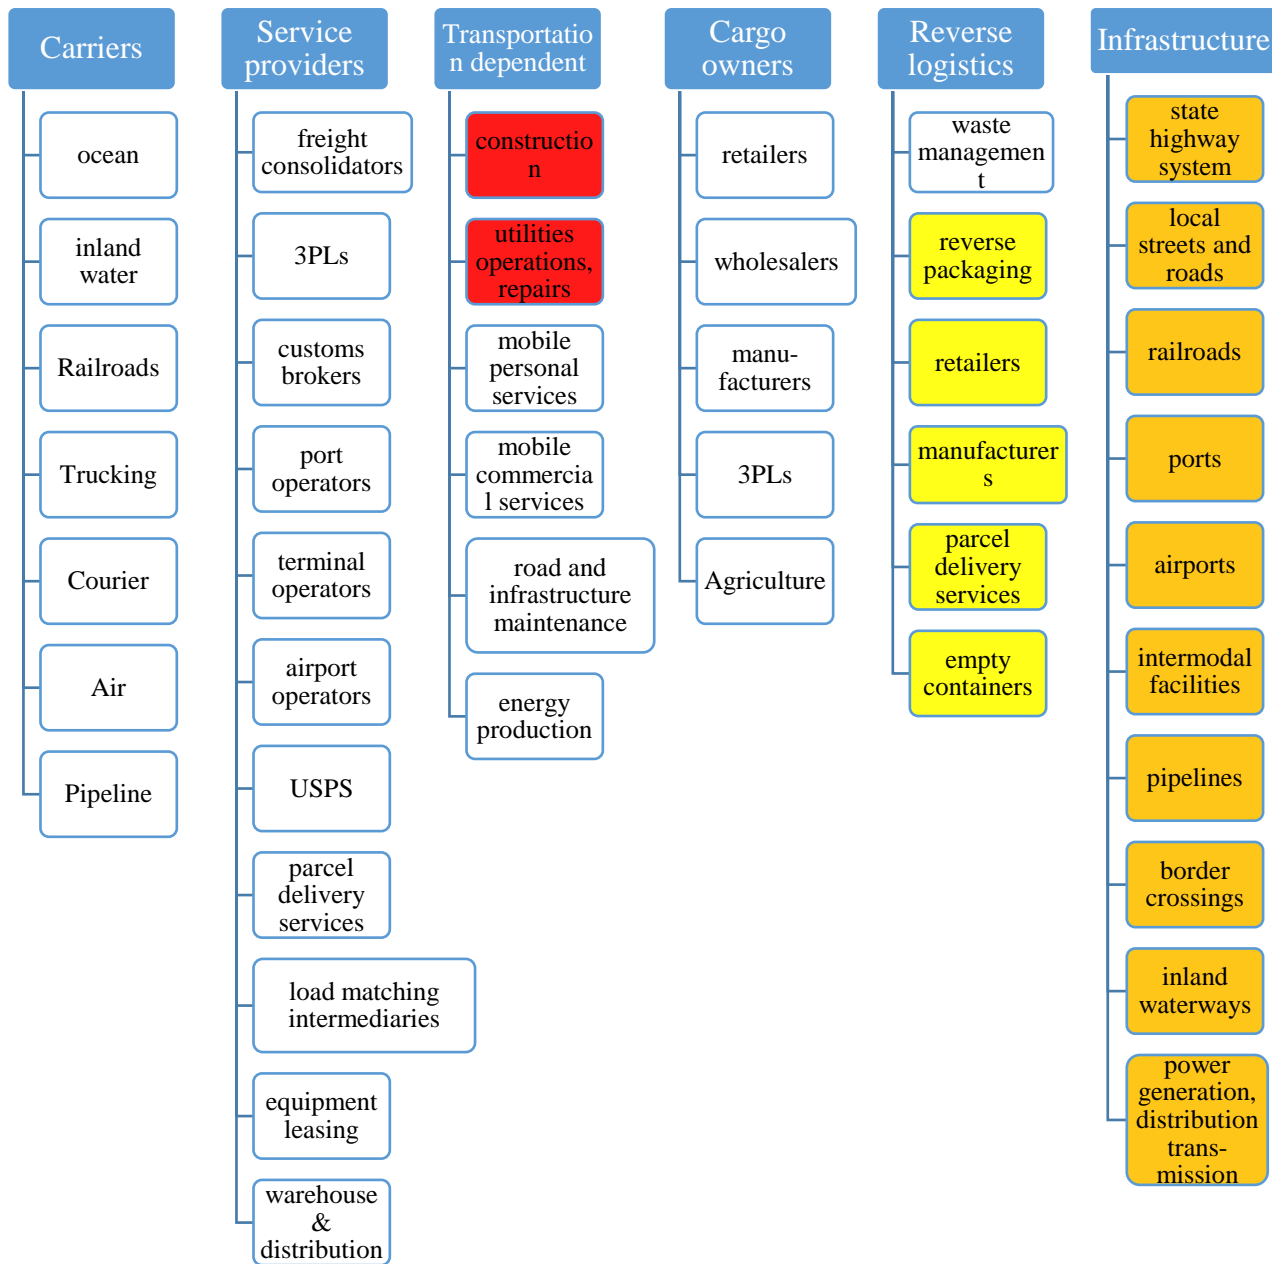 Carriers
ocean
inland
water
Railroads
Trucking
Courier
Air
Pipeline
Service
providers
freight
consolidators
3PLs
customs
brokers
port
operators
terminal
operators
airport
operators
USPS
parcel
delivery
services
load matching
intermediaries
equipment
leasing
warehouse
&
distribution
Transportatio
n dependent
constructio
n
utilities
operations,
repairs
mobile
personal
services
mobile
commercia
l services
road and
infrastructure
maintenance
energy
production
Cargo
owners
retailers
wholesalers
manu-
facturers
3PLs
Agriculture
Reverse
logistics
waste
managemen
t
reverse
packaging
retailers
manufacturer
s
parcel
delivery
services
empty
containers
Infrastructure
state
highway
system
local
streets and
roads
railroads
ports
airports
intermodal
facilities
pipelines
border
crossings
inland
waterways
power
generation,
distribution
trans-
mission